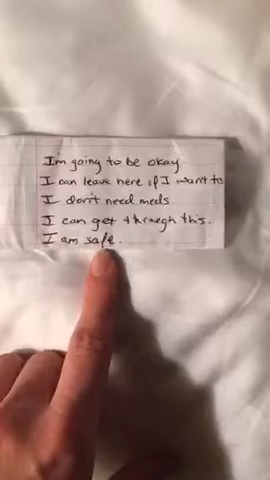 I'm going to be okay.
I can leave here if I want to
I don't need meds
I can get through this.
I am safe.